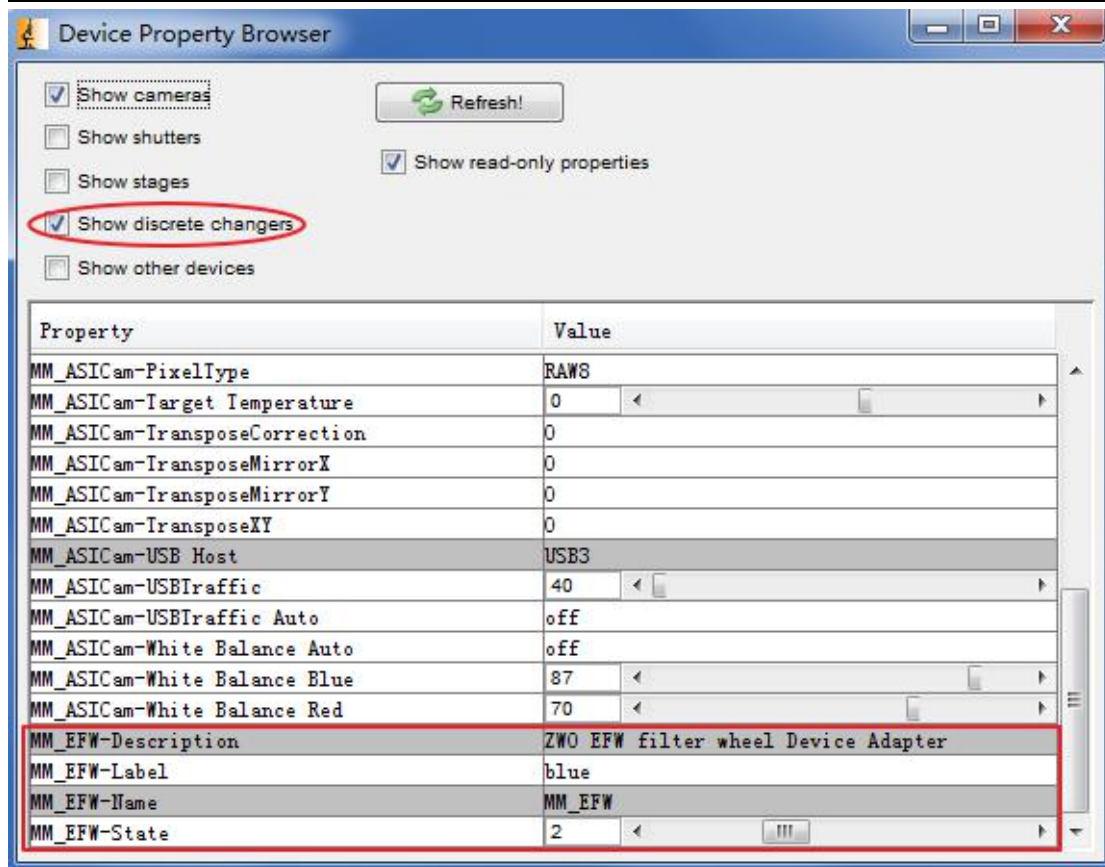 Device Property Browser
Show cameras
Refresh!
Show shutters
Show read-only properties
Show stages
Show discrete changers
Show other devices
Property Value
MM_ASICam-PixelType RAW8
MM_ASICam-Target Temperature 0
MM_ASICam-TransposeCorrection 0
MM_ASICam-TransposeMirrorX 0
MM_ASICam-TransposeMirrorY 0
MM_ASICam-TransposeXY 0
MM_ASICam-USB Host USB3
MM_ASICam-USBTraffic 40
MM_ASICam-USBTraffic Auto off
MM_ASICam-White Balance Auto off
MM_ASICam-White Balance Blue 87
MM_ASICam-White Balance Red 70
MM_EFW-Description ZWO EFW filter wheel Device Adapter
MM_EFW-Label blue
MM_EFW-Name MM_EFW
MM_EFW-State 2